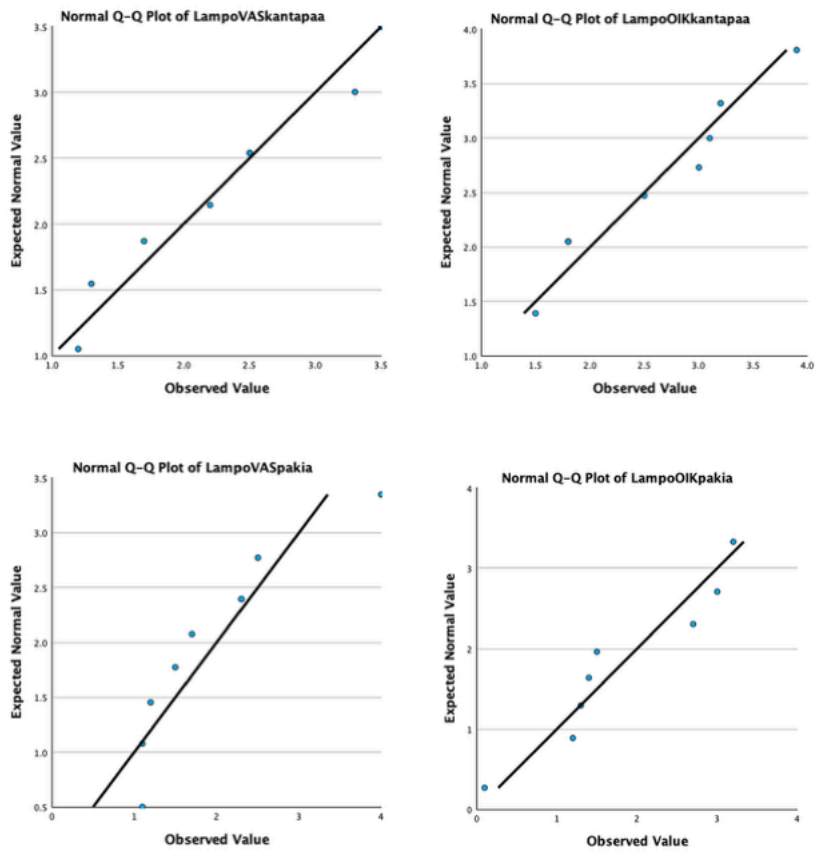 Normal Q-Q Plot of LampoVASkantapaa
3.5
3.0
2.5
2.0
1.5
1.0
Expected Normal Value
1.0 1.5 2.0 2.5 3.0 3.5
Observed Value
Normal Q-Q Plot of LampoOIKkantapaa
4.0
3.5
3.0
2.5
2.0
1.5
1.0
Expected Normal Value
1.0 1.5 2.0 2.5 3.0 3.5 4.0
Observed Value
Normal Q-Q Plot of LampoVASpakia
3.5
3.0
2.5
2.0
1.5
1.0
0.5
Expected Normal Value
0 1 2 3 4
Observed Value
Normal Q-Q Plot of LampoOIKpakia
4
3
2
1
0
Expected Normal Value
0 1 2 3 4
Observed Value